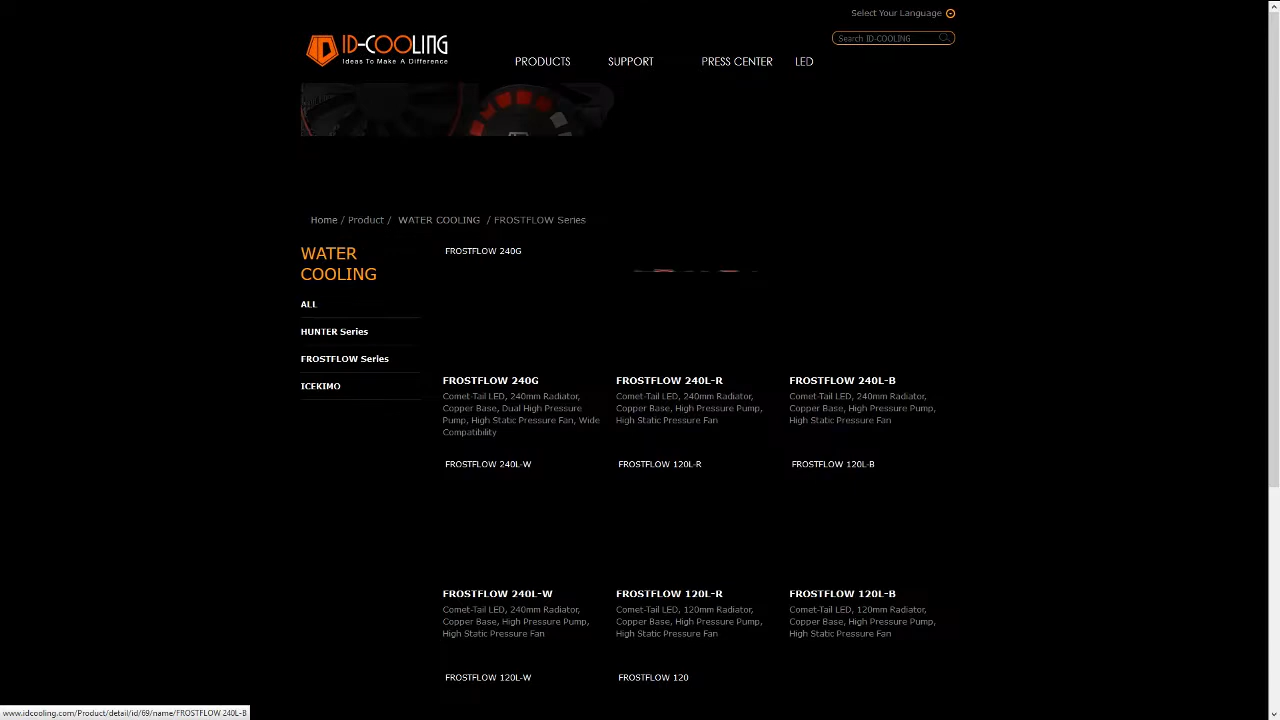 Select Your Language
ID-COOLING
Ideas To Make A Difference
Search ID-COOLING
PRODUCTS
SUPPORT
PRESS CENTER
LED
Home / Product / WATER COOLING / FROSTFLOW Series
WATER
COOLING
ALL
HUNTER Series
FROSTFLOW Series
ICEKIMO
FROSTFLOW 240G
FROSTFLOW 240G
Comet-Tail LED, 240mm Radiator,
Copper Base, Dual High Pressure
Pump, High Static Pressure Fan, Wide
Compatibility
FROSTFLOW 240L-R
Comet-Tail LED, 240mm Radiator,
Copper Base, High Pressure Pump,
High Static Pressure Fan
FROSTFLOW 240L-B
Comet-Tail LED, 240mm Radiator,
Copper Base, High Pressure Pump,
High Static Pressure Fan
FROSTFLOW 240L-W
FROSTFLOW 120L-R
FROSTFLOW 120L-B
FROSTFLOW 240L-W
Comet-Tail LED, 240mm Radiator,
Copper Base, High Pressure Pump,
High Static Pressure Fan
FROSTFLOW 120L-R
Comet-Tail LED, 120mm Radiator,
Copper Base, High Pressure Pump,
High Static Pressure Fan
FROSTFLOW 120L-B
Comet-Tail LED, 120mm Radiator,
Copper Base, High Pressure Pump,
High Static Pressure Fan
FROSTFLOW 120L-W
FROSTFLOW 120
www.idcooling.com/Product/detail/id/69/name/FROSTFLOW 240L-B